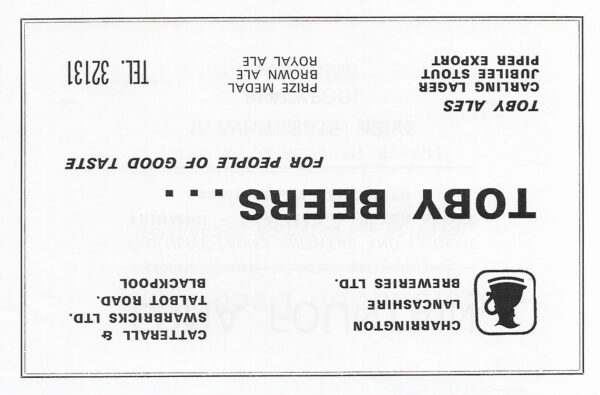 CHARRINGTON
LANCASHIRE
BREWERIES LTD.
CATTERALL &
SWARBRICKS LTD.
TALBOT ROAD.
BLACKPOOL
TOBY BEERS...
FOR PEOPLE OF GOOD TASTE
TOBY ALES
CARLING LAGER
JUBILEE STOUT
PIPER EXPORT
PRIZE MEDAL
BROWN ALE
ROYAL ALE
TEL. 32131